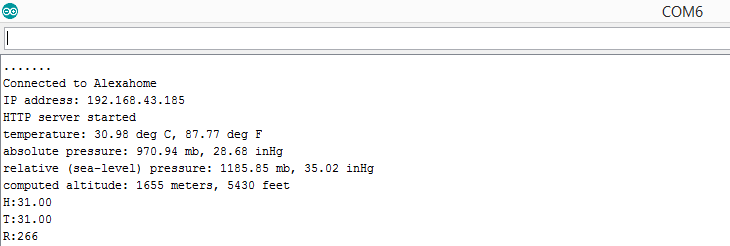 COM6
.......
Connected to Alexahome
IP address: 192.168.43.185
HTTP server started
temperature: 30.98 deg C, 87.77 deg F
absolute pressure: 970.94 mb, 28.68 inHg
relative (sea-level) pressure: 1185.85 mb, 35.02 inHg
computed altitude: 1655 meters, 5430 feet
H:31.00
T:31.00
R:266